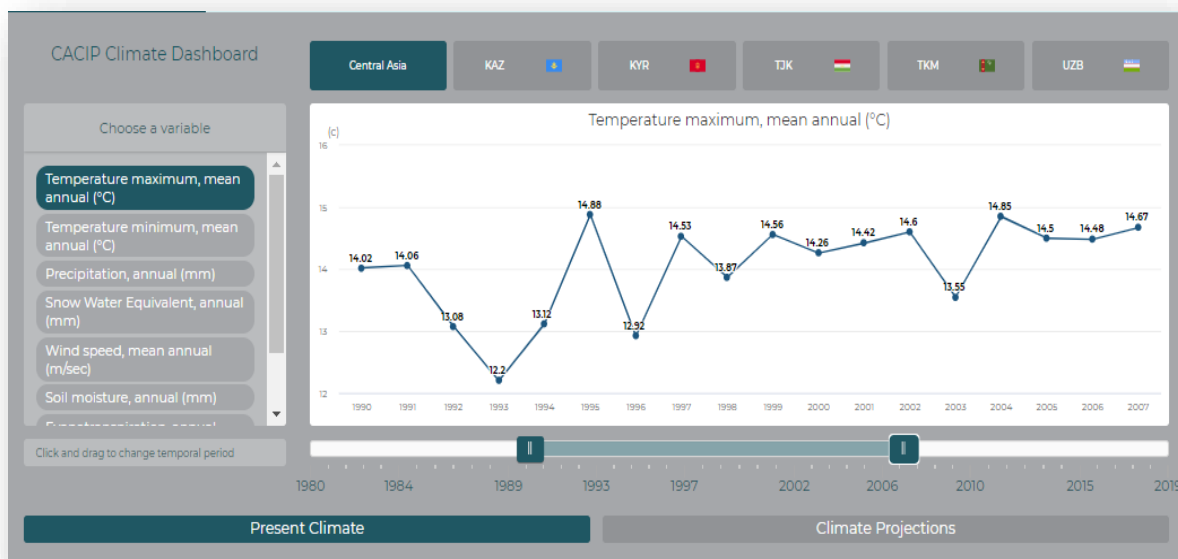 CACIP Climate Dashboard
Central Asia
KAZ
KYR
TJK
TKM
UZB
Choose a variable
Temperature maximum, mean
annual (°C)
Temperature minimum, mean
annual (°C)
Precipitation, annual (mm)
Snow Water Equivalent, annual
(mm)
Wind speed, mean annual
(m/sec)
Soil moisture, annual (mm)
Evapotranspiration, annual
Click and drag to change temporal period
Temperature maximum, mean annual (°C)
(c)
16
15
14
13
12
14.02
14.06
13.08
12.2
13.12
14.88
12.92
14.53
13.87
14.56
14.26
14.42
14.6
13.55
14.85
14.5
14.48
14.67
1990 1991 1992 1993 1994 1995 1996 1997 1998 1999 2000 2001 2002 2003 2004 2005 2006 2007
1980 1984 1989 1993 1997 2002 2006 2010 2015 2019
Present Climate
Climate Projections